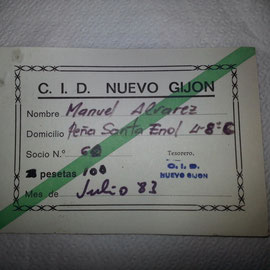 C. I. D. NUEVO GIJON
Nombre Manuel Alvarez
Domicilio Peña Santa Enol 4-8º C
Socio N.º 62 Tesorero,
pesetas 100 C. I. D.
NUEVO GIJON
Mes de Julio 83